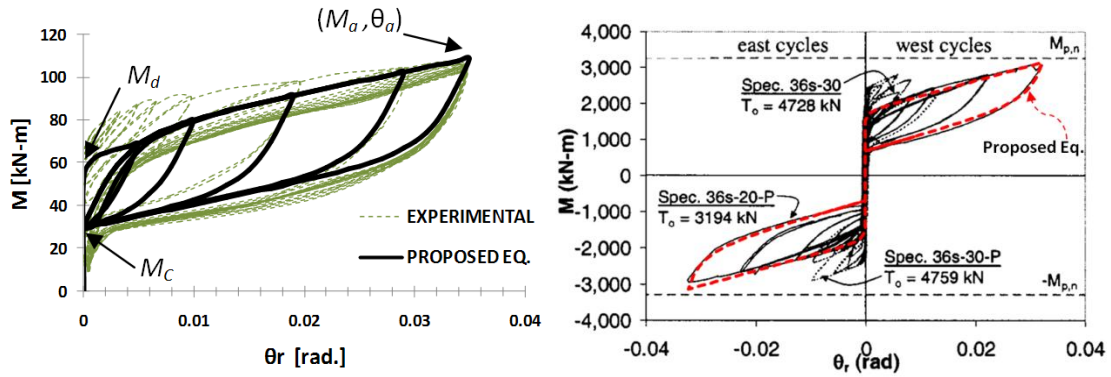 (Ma ,θa)
Md
MC
M [kN-m]
120
100
80
60
40
20
0
EXPERIMENTAL
PROPOSED EQ.
0
0.01
0.02
0.03
0.04
θr [rad.]
east cycles
west cycles
Mp,n
Spec. 36s-30
To = 4728 kN
Proposed Eq.
Spec. 36s-20-P
To = 3194 kN
Spec. 36s-30-P
To = 4759 kN
-Mp,n
M (kN-m)
4,000
3,000
2,000
1,000
0
-1,000
-2,000
-3,000
-4,000
-0.04
-0.02
0
0.02
0.04
θr (rad)